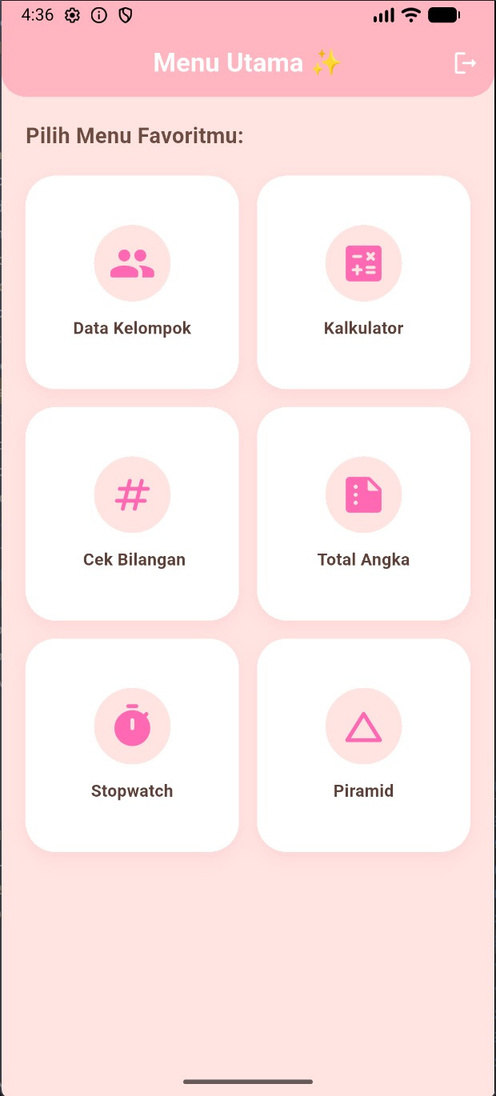 4:36
Menu Utama ✨
Pilih Menu Favoritmu:
Data Kelompok
Kalkulator
Cek Bilangan
Total Angka
Stopwatch
Piramid